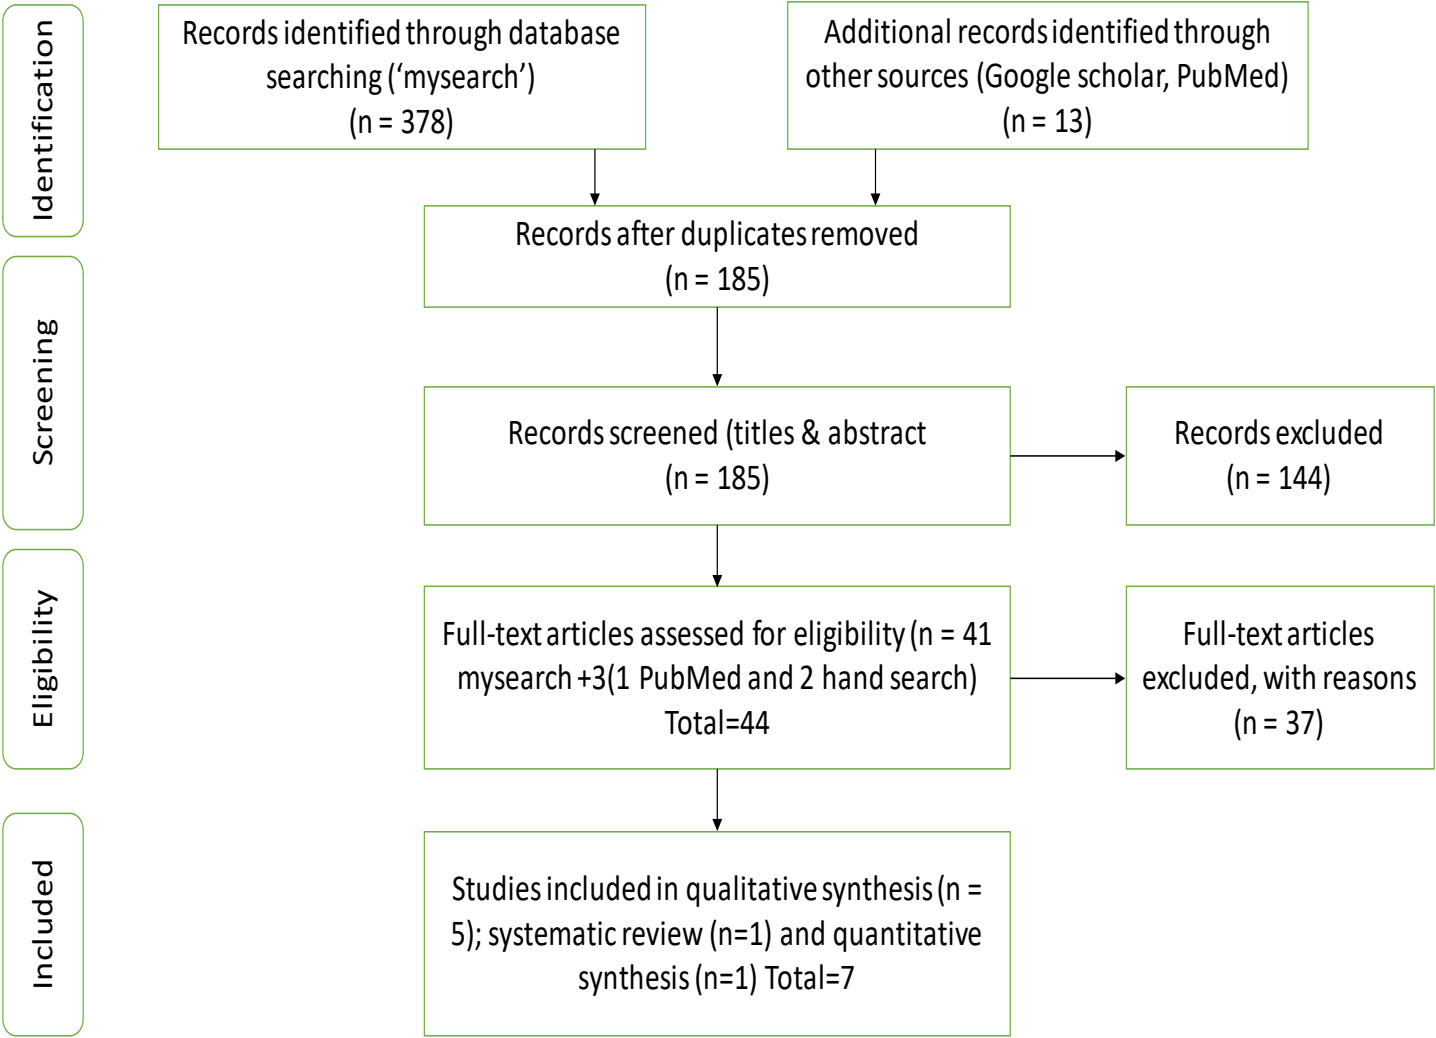 Identification
Records identified through database
searching (‘mysearch’)
(n = 378)
Additional records identified through
other sources (Google scholar, PubMed)
(n = 13)
Records after duplicates removed
(n = 185)
Screening
Records screened (titles & abstract
(n = 185)
Records excluded
(n = 144)
Eligibility
Full-text articles assessed for eligibility (n = 41
mysearch +3(1 PubMed and 2 hand search)
Total=44
Full-text articles
excluded, with reasons
(n = 37)
Included
Studies included in qualitative synthesis (n =
5); systematic review (n=1) and quantitative
synthesis (n=1) Total=7